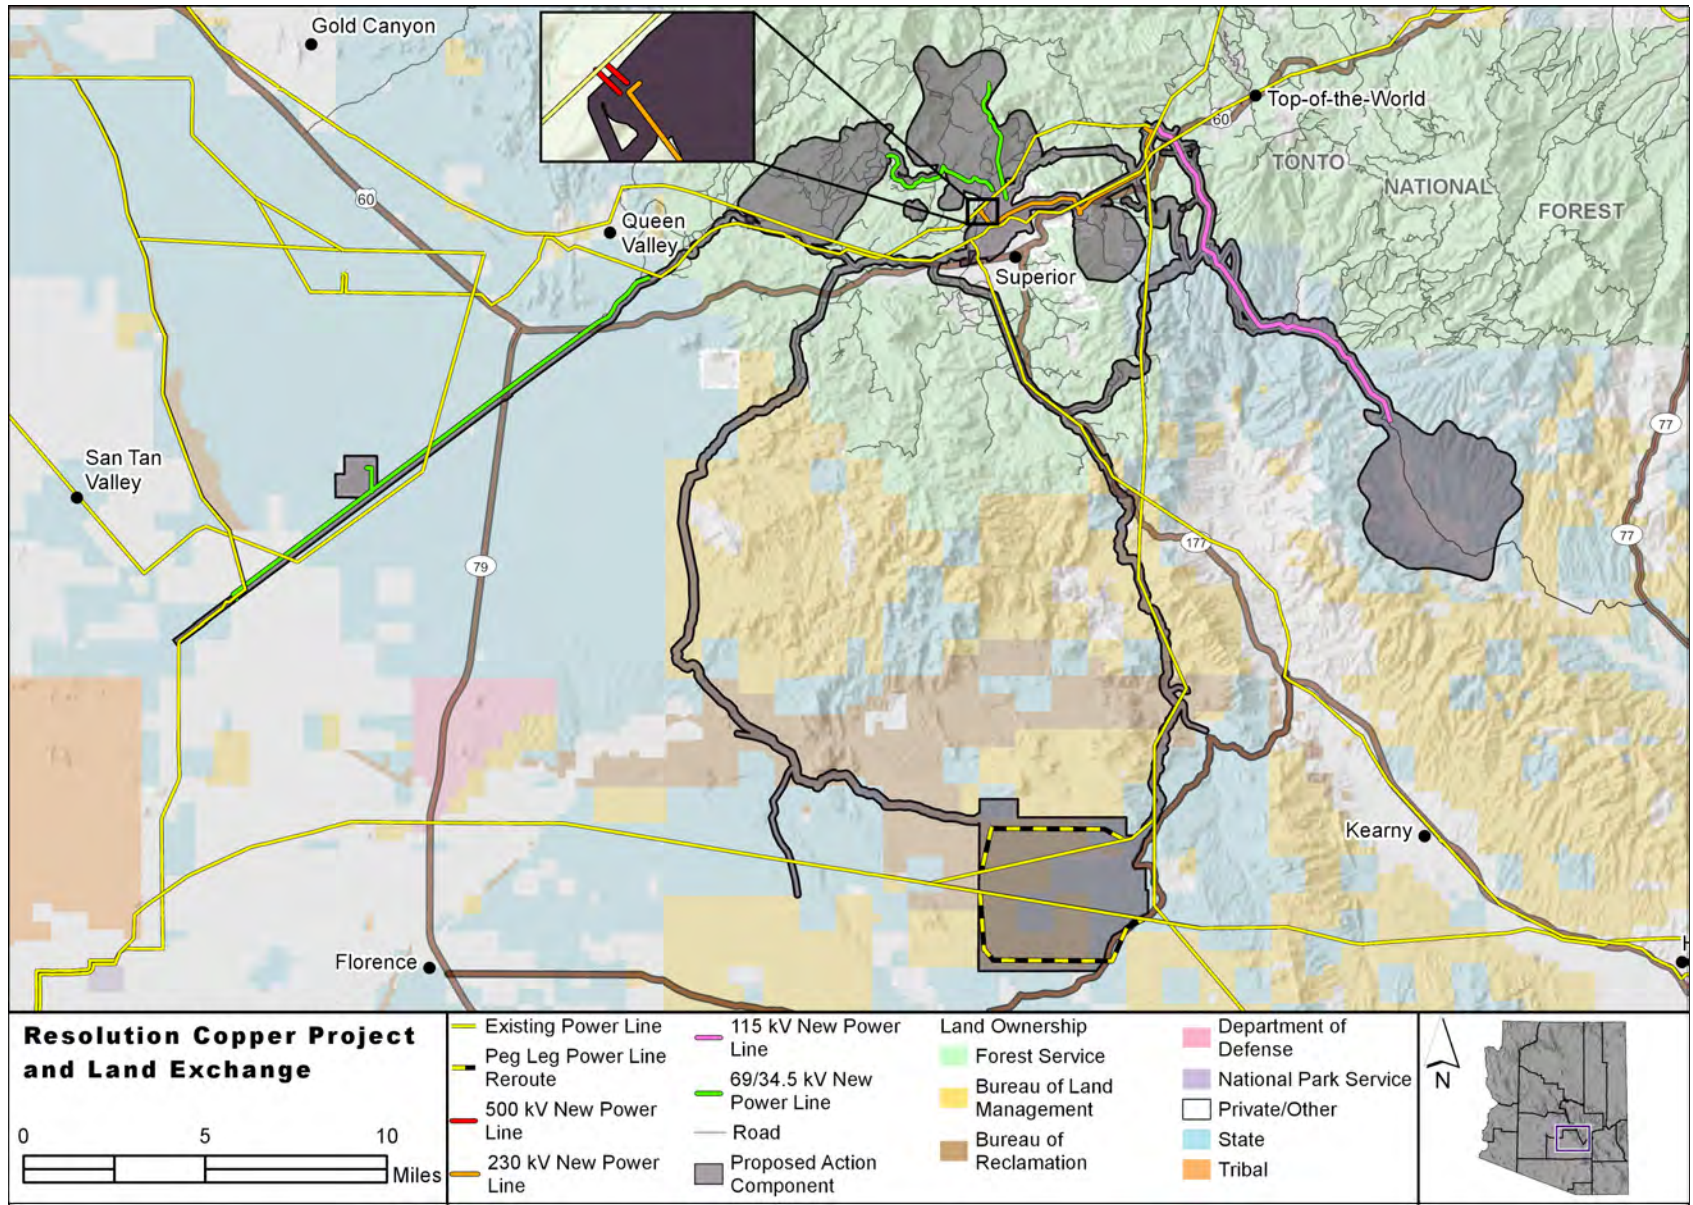 Gold Canyon
60
Queen
Valley
Top-of-the-World
60
TONTO
NATIONAL
FOREST
Superior
San Tan
Valley
77
77
177
79
Kearny
Florence
H
Resolution Copper Project
and Land Exchange
0 5 10
Miles
Existing Power Line
Peg Leg Power Line
Reroute
500 kV New Power
Line
230 kV New Power
Line
115 kV New Power
Line
69/34.5 kV New
Power Line
Road
Proposed Action
Component
Land Ownership
Forest Service
Bureau of Land
Management
Bureau of
Reclamation
Department of
Defense
National Park Service
Private/Other
State
Tribal
N